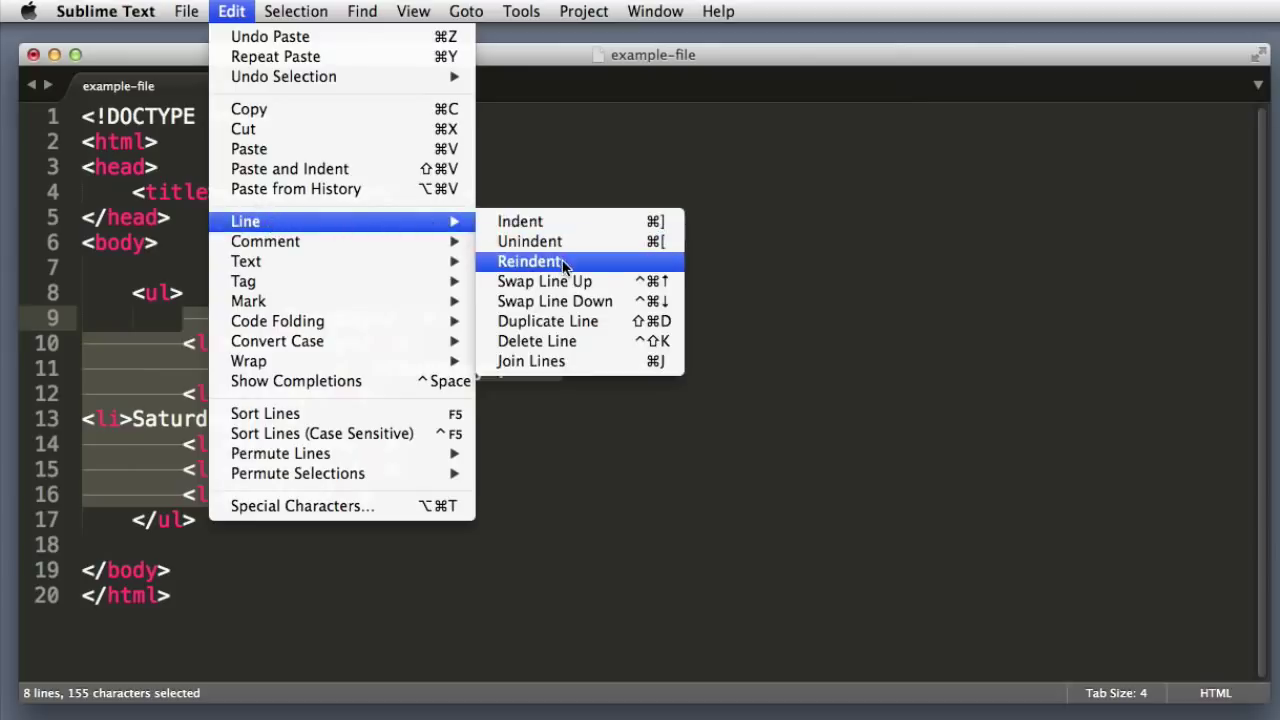 Sublime Text File Edit Selection Find View Goto Tools Project Window Help
example-file
example-file
Undo Paste ⌘Z
Repeat Paste ⌘Y
Undo Selection ▶
Copy ⌘C
Cut ⌘X
Paste ⌘V
Paste and Indent ⇧⌘V
Paste from History ⌥⌘V
Line ▶
Comment ▶
Text ▶
Tag ▶
Mark ▶
Code Folding ▶
Convert Case ▶
Wrap ▶
Show Completions ^Space
Sort Lines F5
Sort Lines (Case Sensitive) ^F5
Permute Lines ▶
Permute Selections ▶
Special Characters... ⌥⌘T
Indent ⌘]
Unindent ⌘[
Reindent
Swap Line Up ^⌘↑
Swap Line Down ^⌘↓
Duplicate Line ⇧⌘D
Delete Line ^⇧K
Join Lines ⌘J
1 <!DOCTYPE
2 <html>
3 <head>
4 <title
5 </head>
6 <body>
7
8 <ul>
9
10 <l
11
12 <l
13 <li>Saturd
14 <l
15 <l
16 <l
17 </ul>
18
19 </body>
20 </html>
8 lines, 155 characters selected
Tab Size: 4 HTML